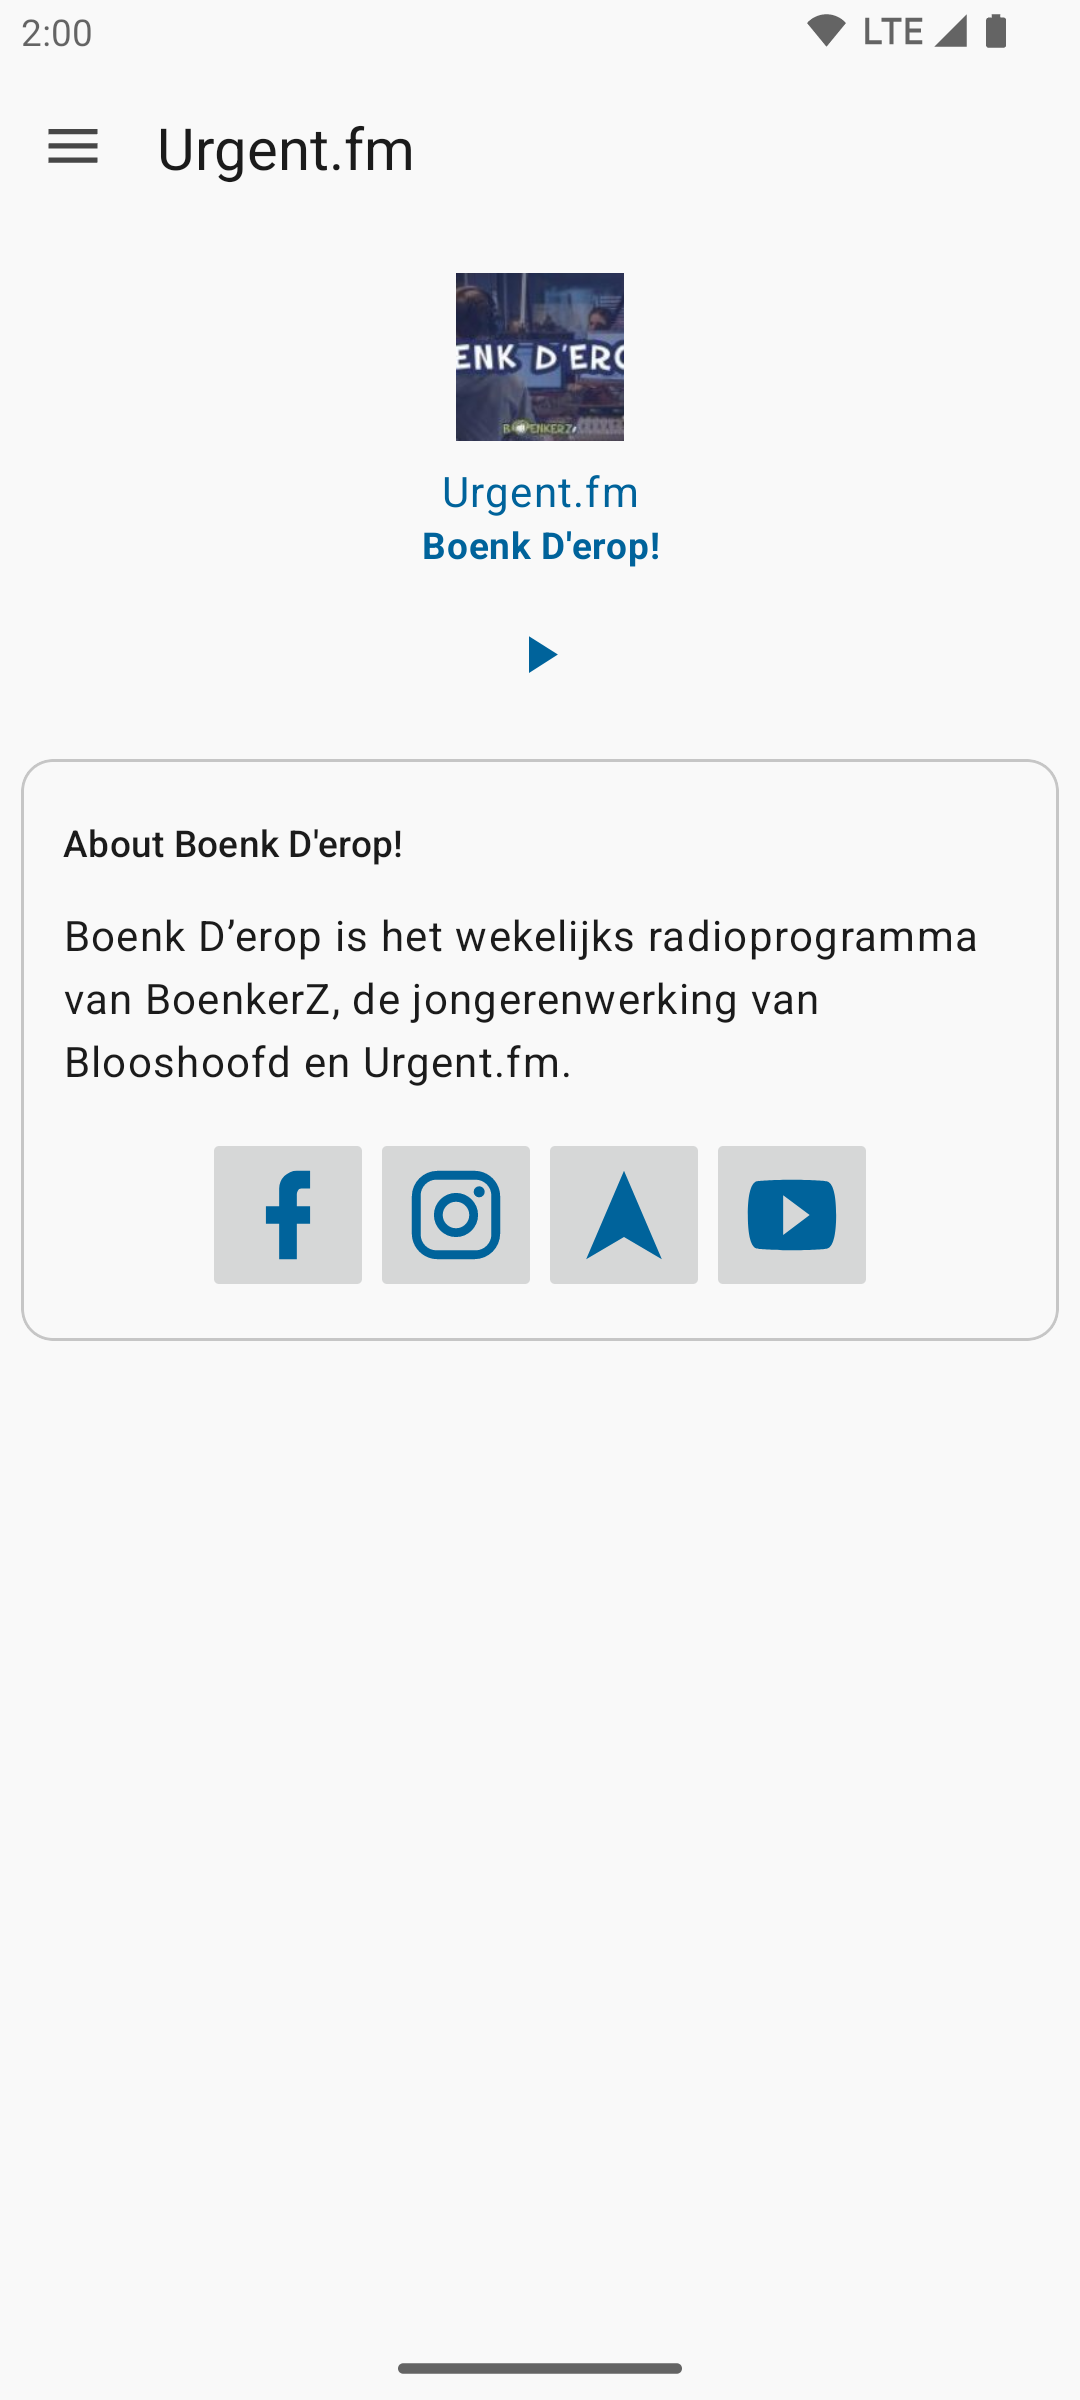 2:00
LTE
Urgent.fm
ENK D'ERO
BOENKERZ
Urgent.fm
Boenk D'erop!
About Boenk D'erop!
Boenk D’erop is het wekelijks radioprogramma
van BoenkerZ, de jongerenwerking van
Blooshoofd en Urgent.fm.